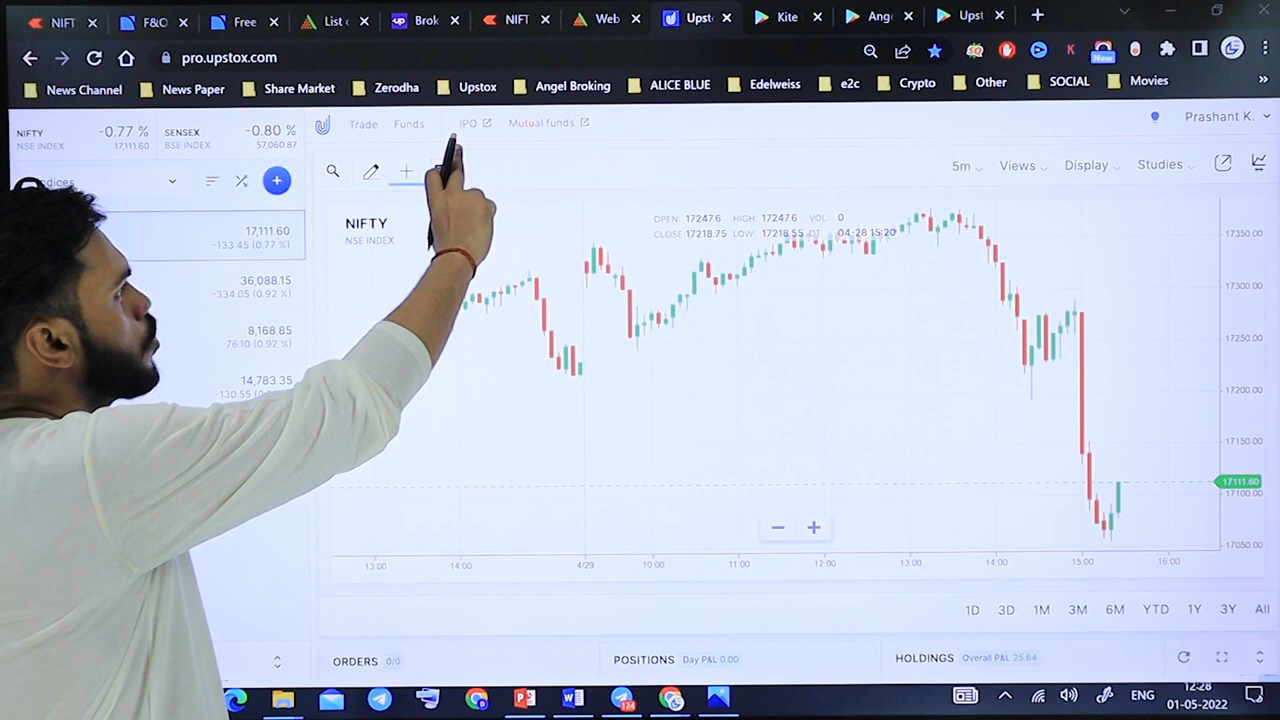 NIFT
F&O
Free
List
Brok
NIFT
Web
Upst
Kite
Ang
Upst
pro.upstox.com
New
News Channel
News Paper
Share Market
Zerodha
Upstox
Angel Broking
ALICE BLUE
Edelweiss
e2c
Crypto
Other
SOCIAL
Movies
NIFTY -0.77 %
NSE INDEX 17,111.60
SENSEX -0.80 %
BSE INDEX 57,060.87
Trade Funds IPO Mutual funds
Prashant K.
5m Views Display Studies
17,111.60
-133.45 (0.77 %)
36,088.15
-334.05 (0.92 %)
8,168.85
-76.10 (0.92 %)
14,783.35
NIFTY
NSE INDEX
OPEN: 17247.6 HIGH: 17247.6 VOL: 0
CLOSE: 17218.75 LOW: 17218.55 DT: 04-28 15:20
17350.00
17300.00
17250.00
17200.00
17150.00
17111.60
17100.00
17050.00
13:00 14:00 4/29 10:00 11:00 12:00 13:00 14:00 15:00 16:00
1D 3D 1M 3M 6M YTD 1Y 3Y All
ORDERS 0/0
POSITIONS Day P&L 0.00
HOLDINGS Overall P&L 25.64
124
ENG
12:28
01-05-2022